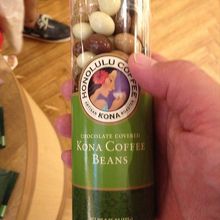 HONOLULU COFFEE
KONA
CHOCOLATE COVERED
KONA COFFEE
BEANS